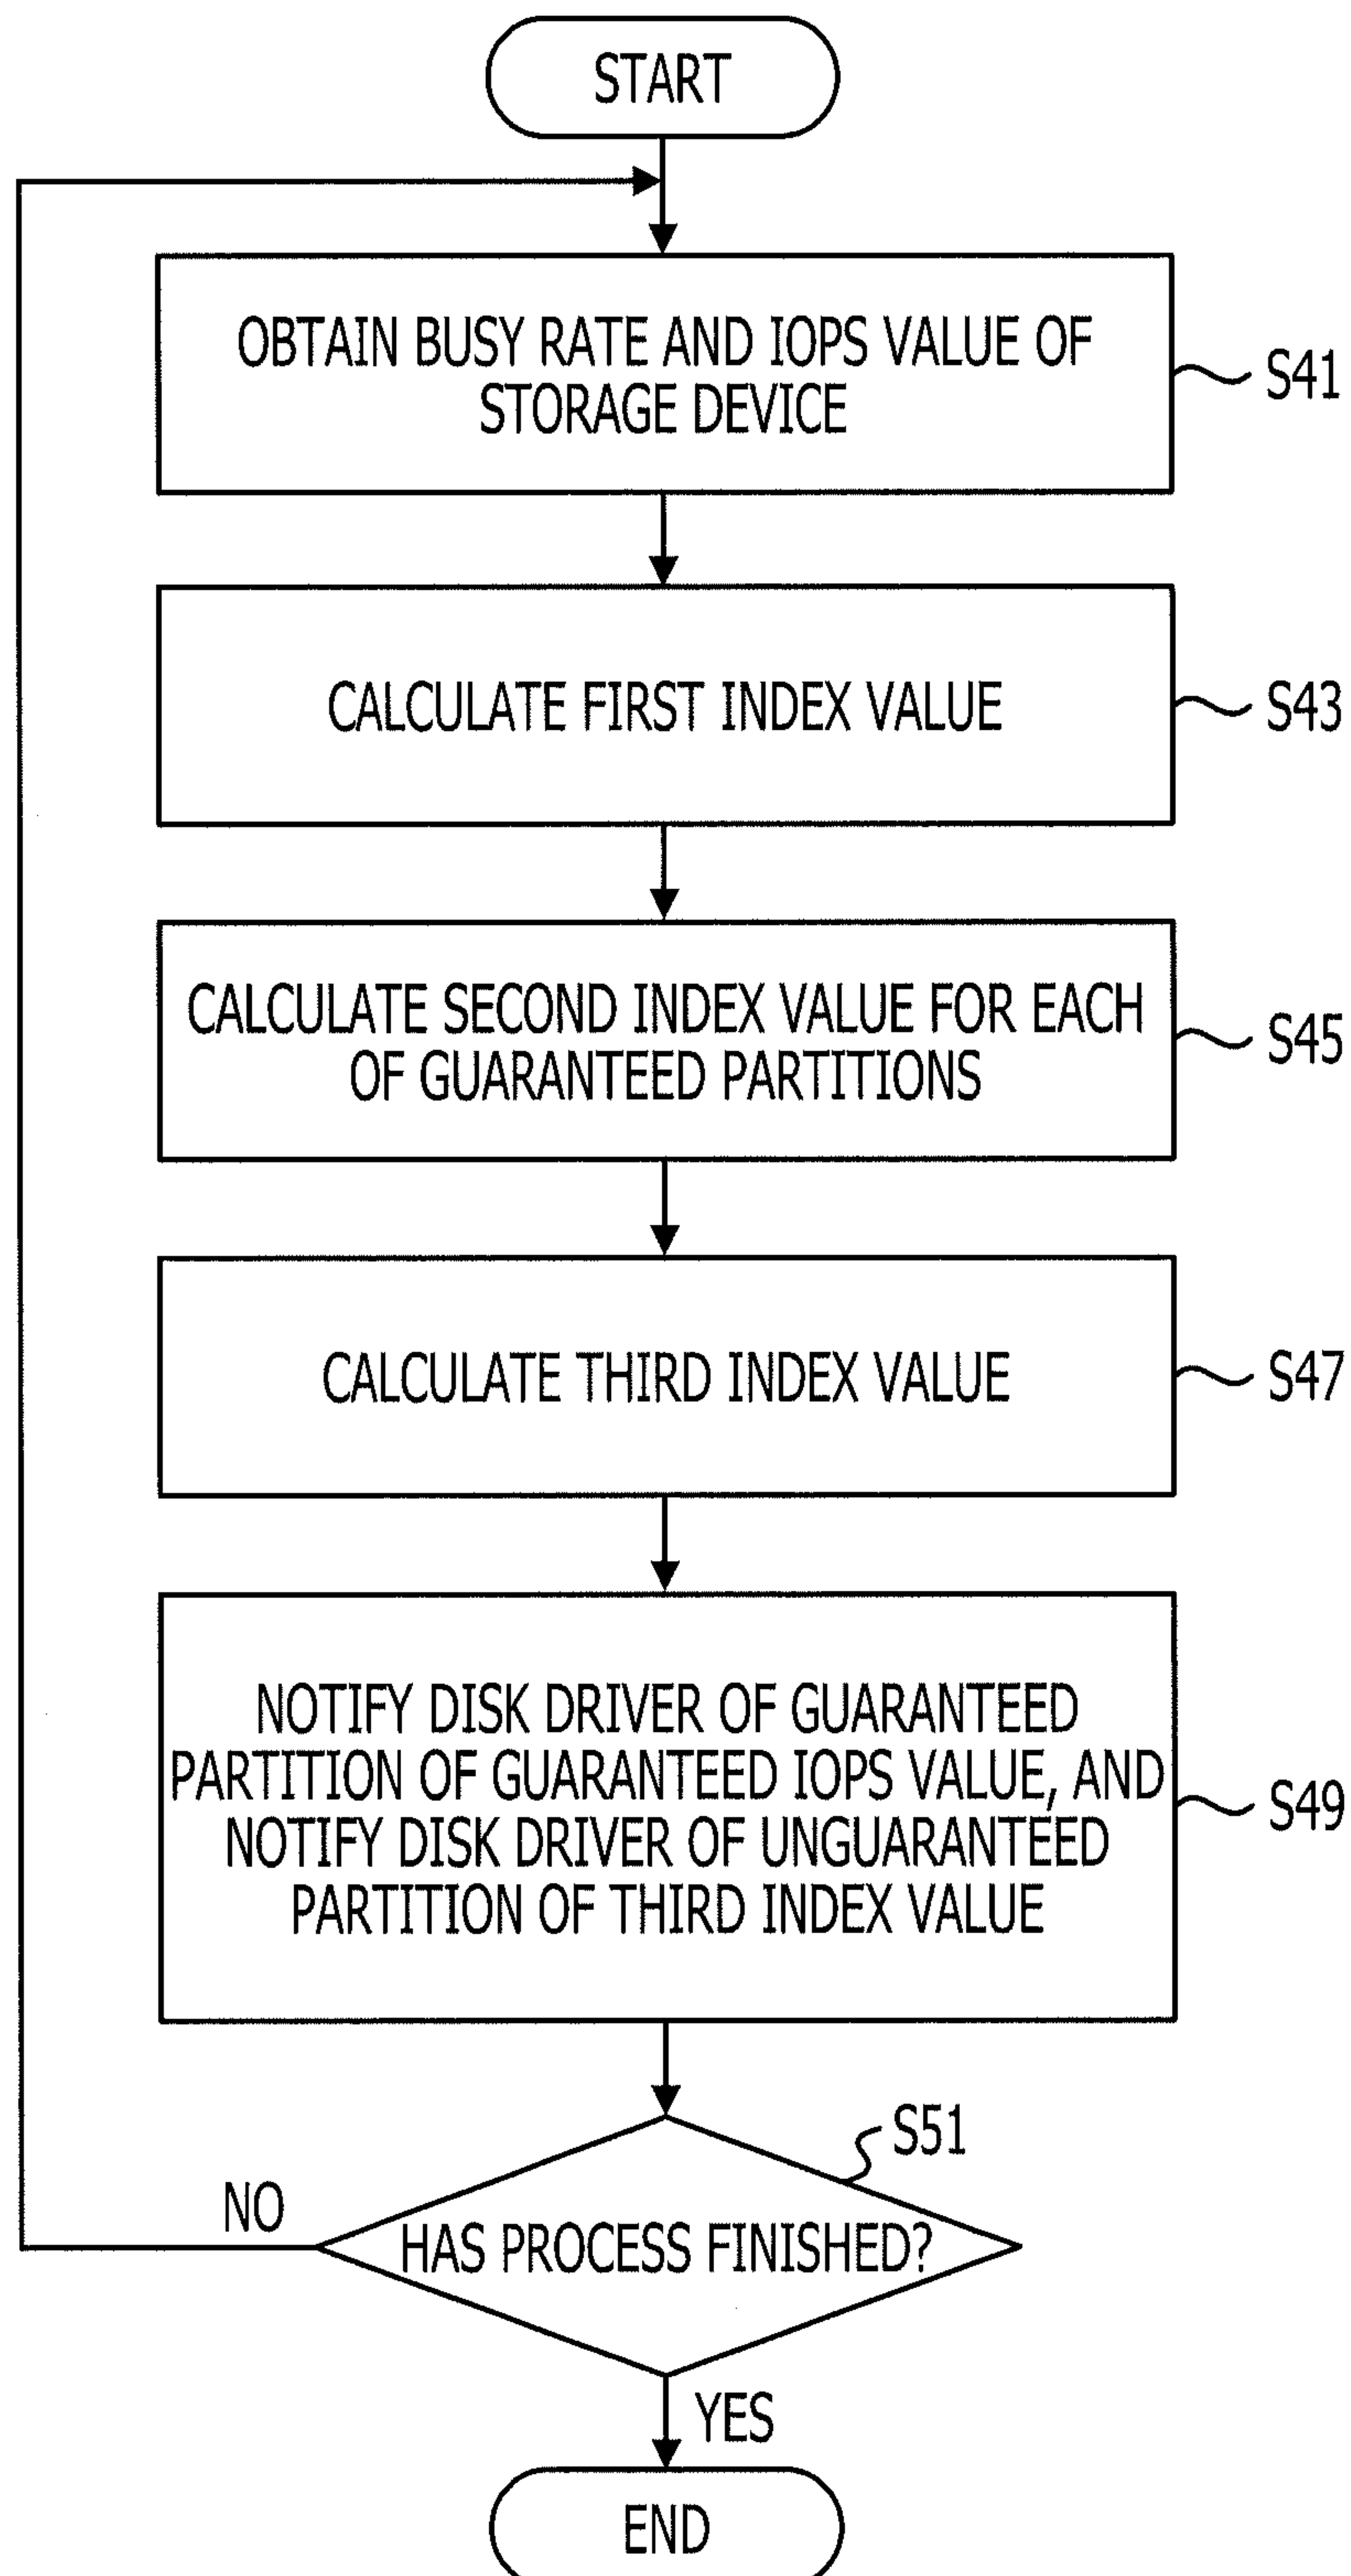 START
OBTAIN BUSY RATE AND IOPS VALUE OF
STORAGE DEVICE
S41
CALCULATE FIRST INDEX VALUE
S43
CALCULATE SECOND INDEX VALUE FOR EACH
OF GUARANTEED PARTITIONS
S45
CALCULATE THIRD INDEX VALUE
S47
NOTIFY DISK DRIVER OF GUARANTEED
PARTITION OF GUARANTEED IOPS VALUE, AND
NOTIFY DISK DRIVER OF UNGUARANTEED
PARTITION OF THIRD INDEX VALUE
S49
S51
NO
HAS PROCESS FINISHED?
YES
END